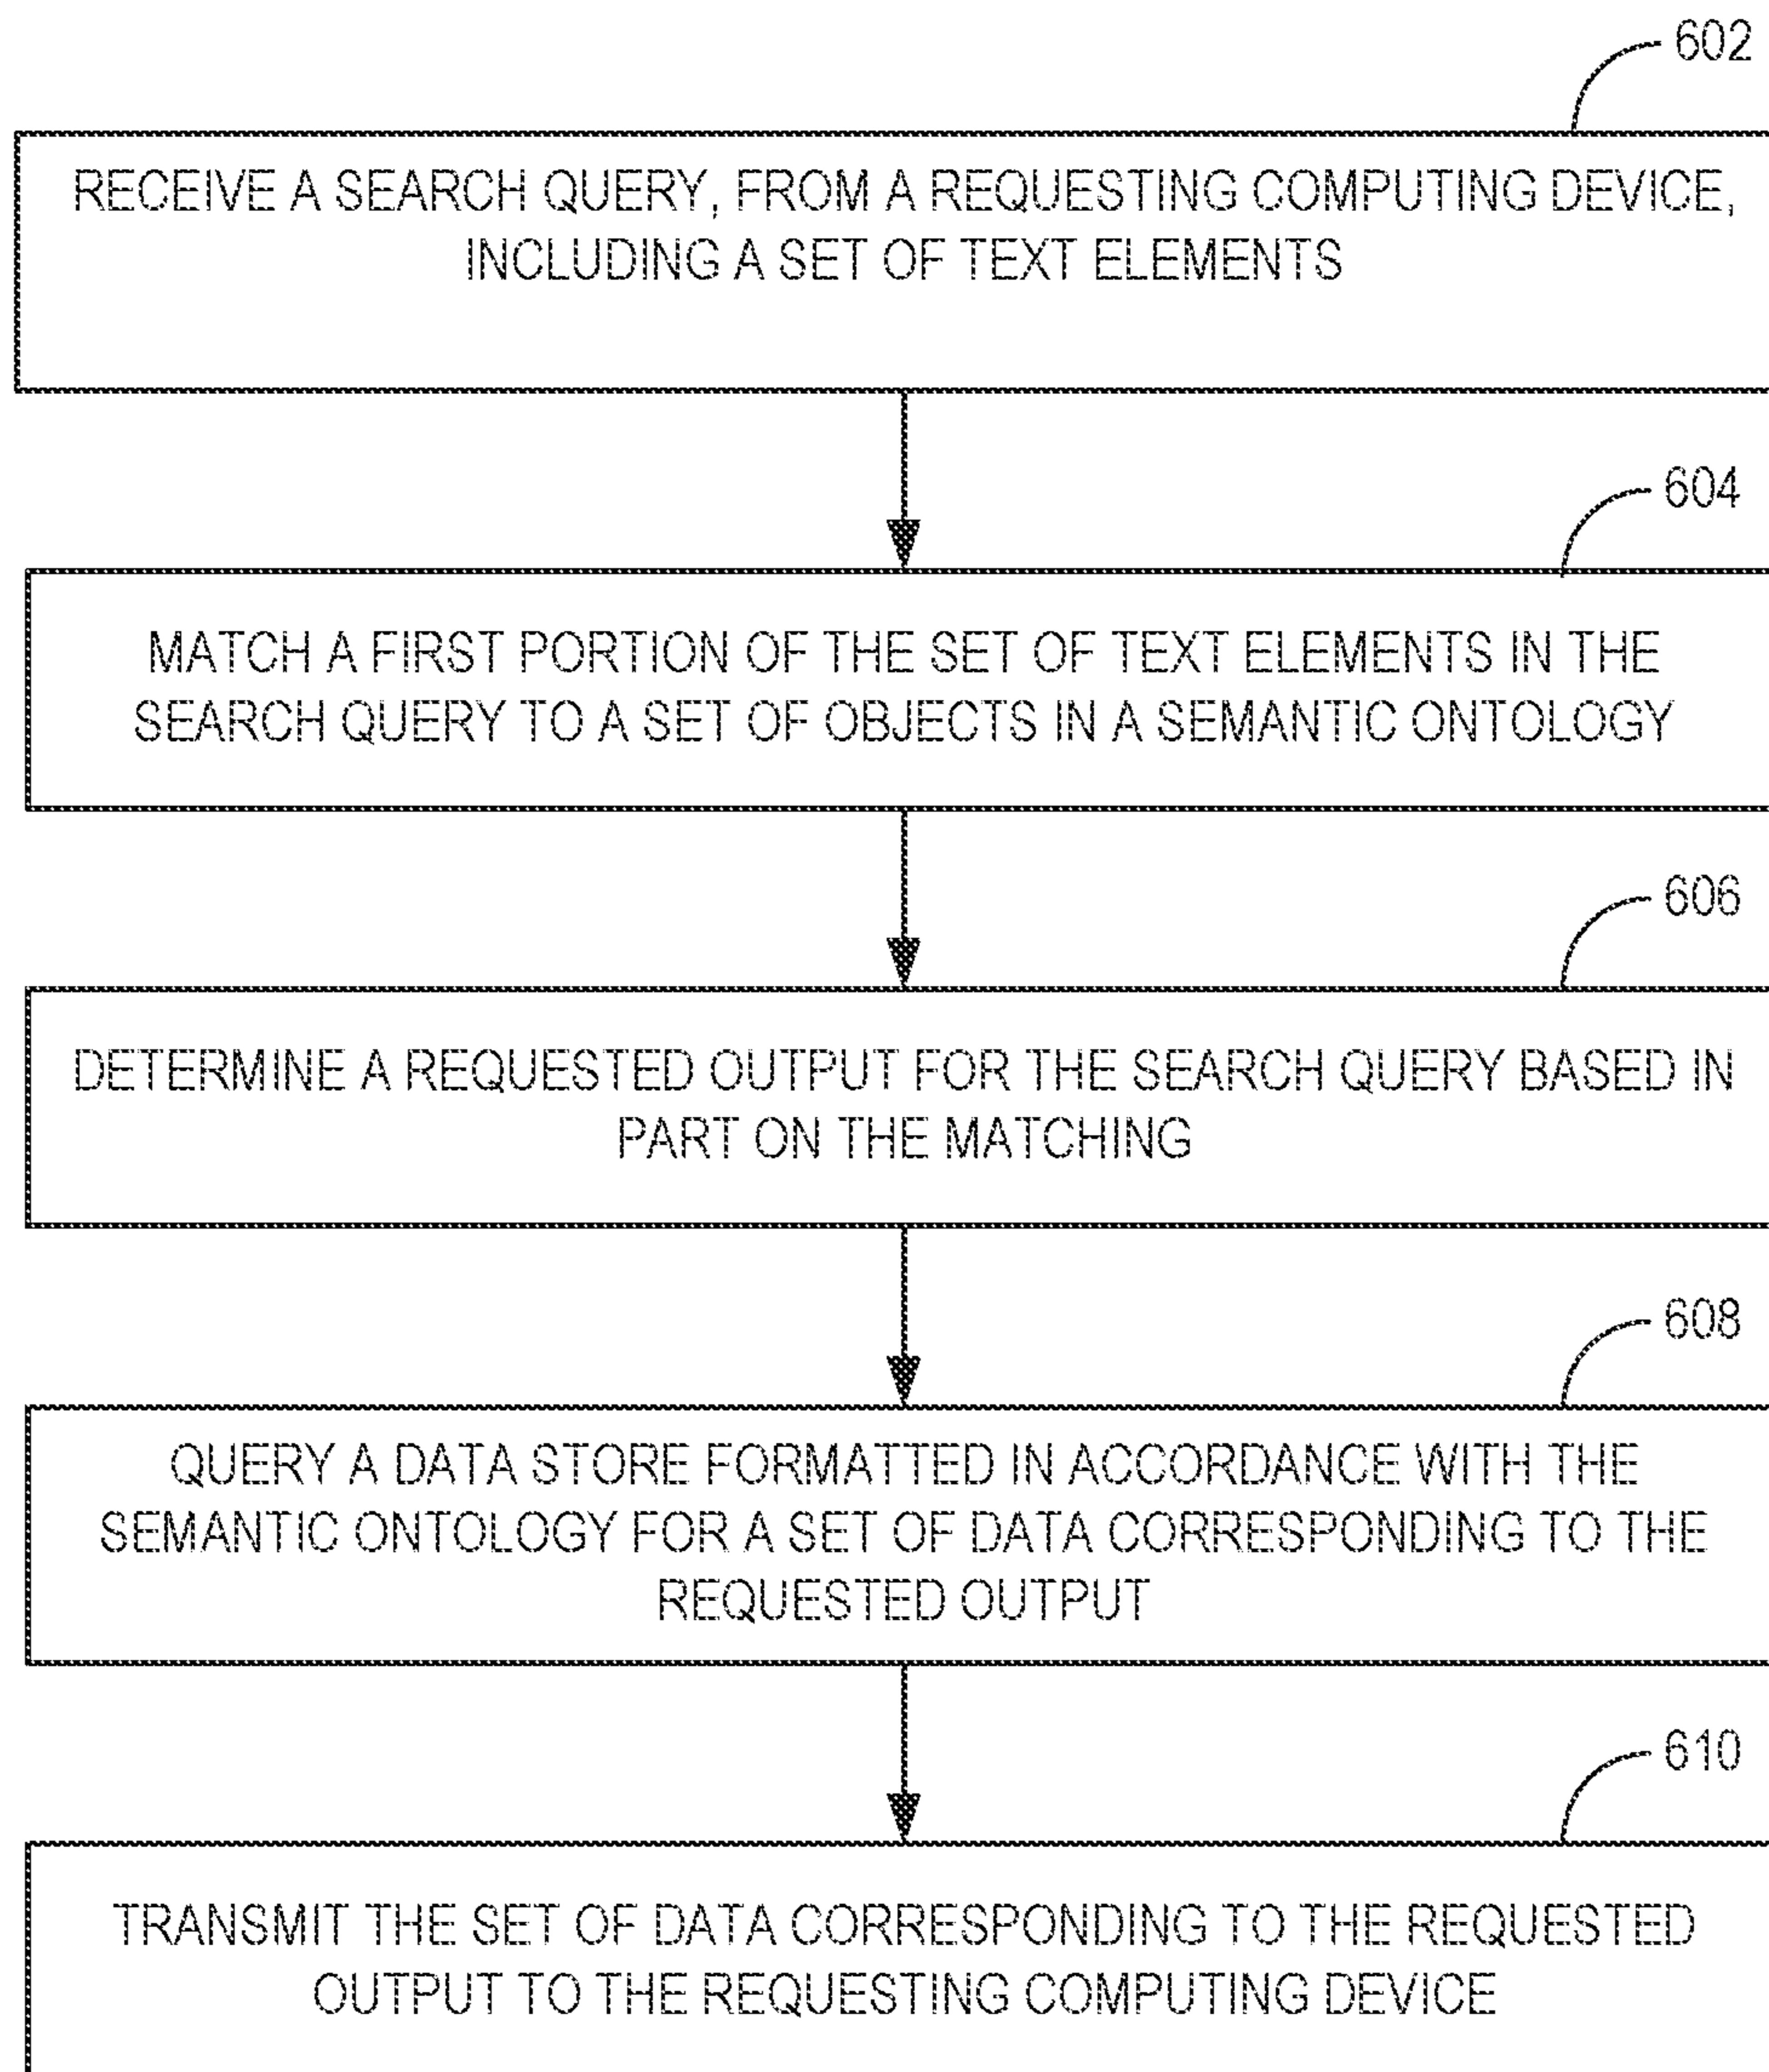 602
RECEIVE A SEARCH QUERY, FROM A REQUESTING COMPUTING DEVICE,
INCLUDING A SET OF TEXT ELEMENTS
604
MATCH A FIRST PORTION OF THE SET OF TEXT ELEMENTS IN THE
SEARCH QUERY TO A SET OF OBJECTS IN A SEMANTIC ONTOLOGY
606
DETERMINE A REQUESTED OUTPUT FOR THE SEARCH QUERY BASED IN
PART ON THE MATCHING
608
QUERY A DATA STORE FORMATTED IN ACCORDANCE WITH THE
SEMANTIC ONTOLOGY FOR A SET OF DATA CORRESPONDING TO THE
REQUESTED OUTPUT
610
TRANSMIT THE SET OF DATA CORRESPONDING TO THE REQUESTED
OUTPUT TO THE REQUESTING COMPUTING DEVICE